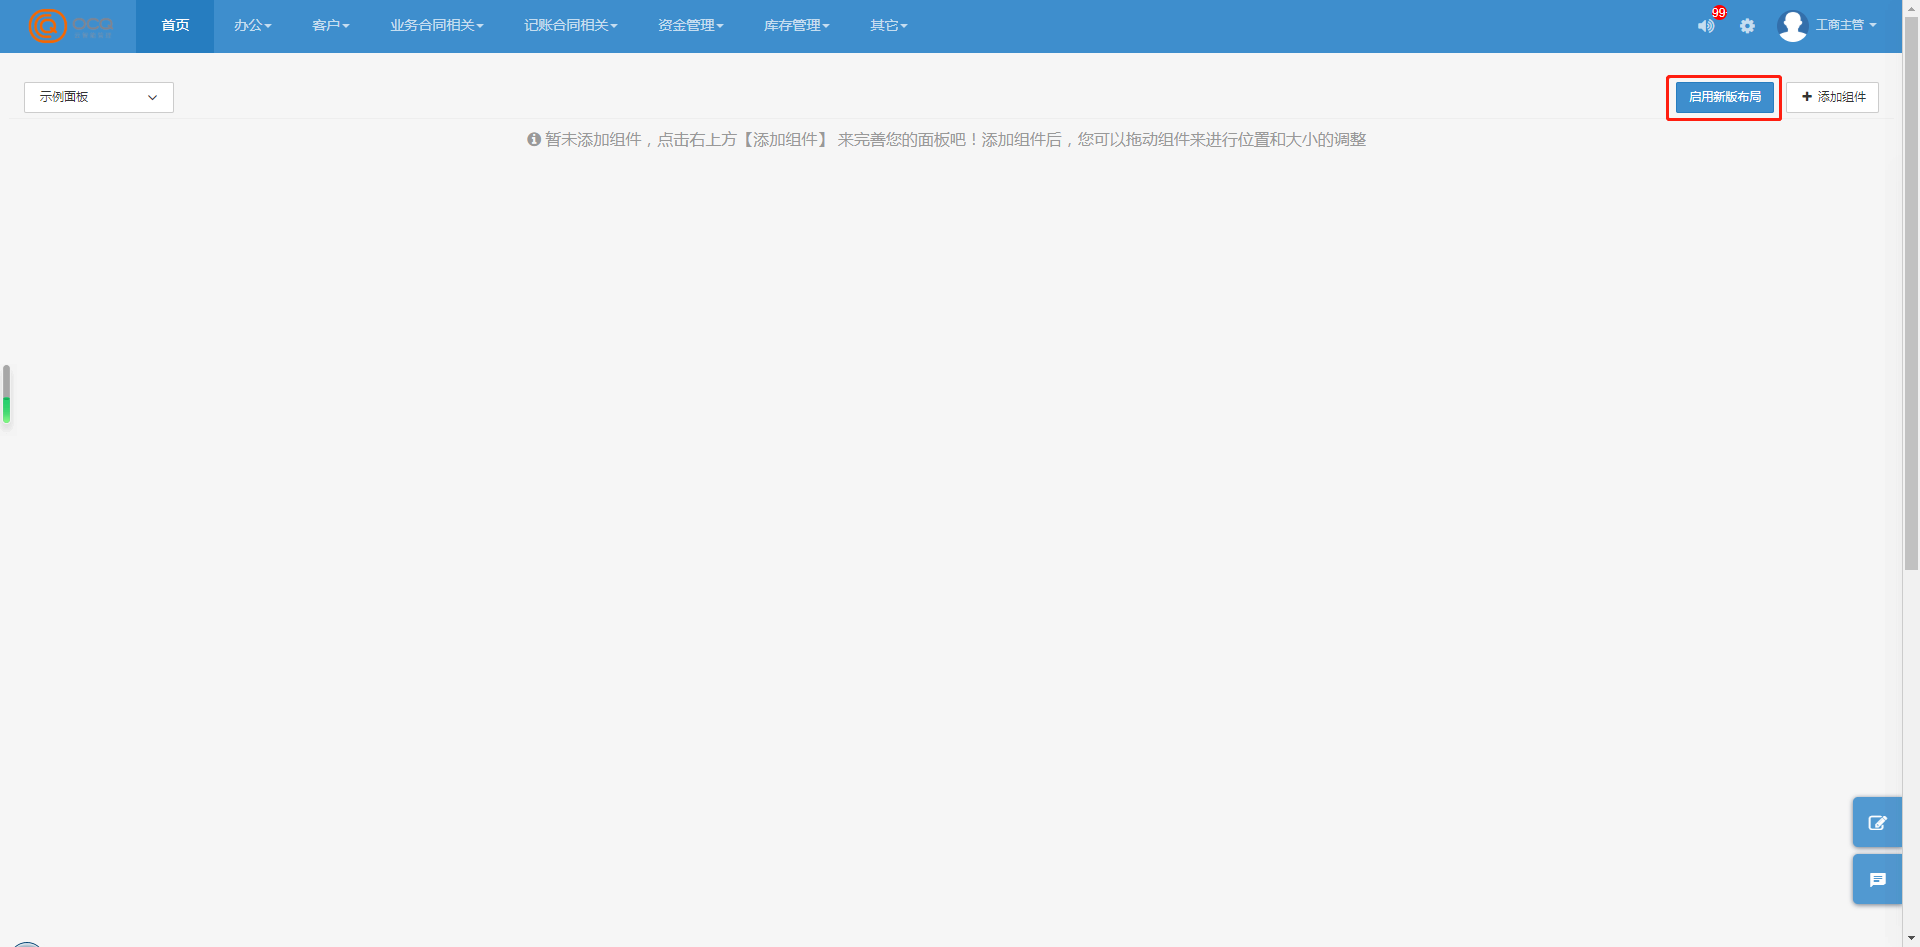 oca
首页
办公
客户
业务合同相关
记账合同相关
资金管理
库存管理
其它
99
工商主管
示例面板
启用新版布局
添加组件
暂未添加组件，点击右上方【添加组件】 来完善您的面板吧！添加组件后，您可以拖动组件来进行位置和大小的调整